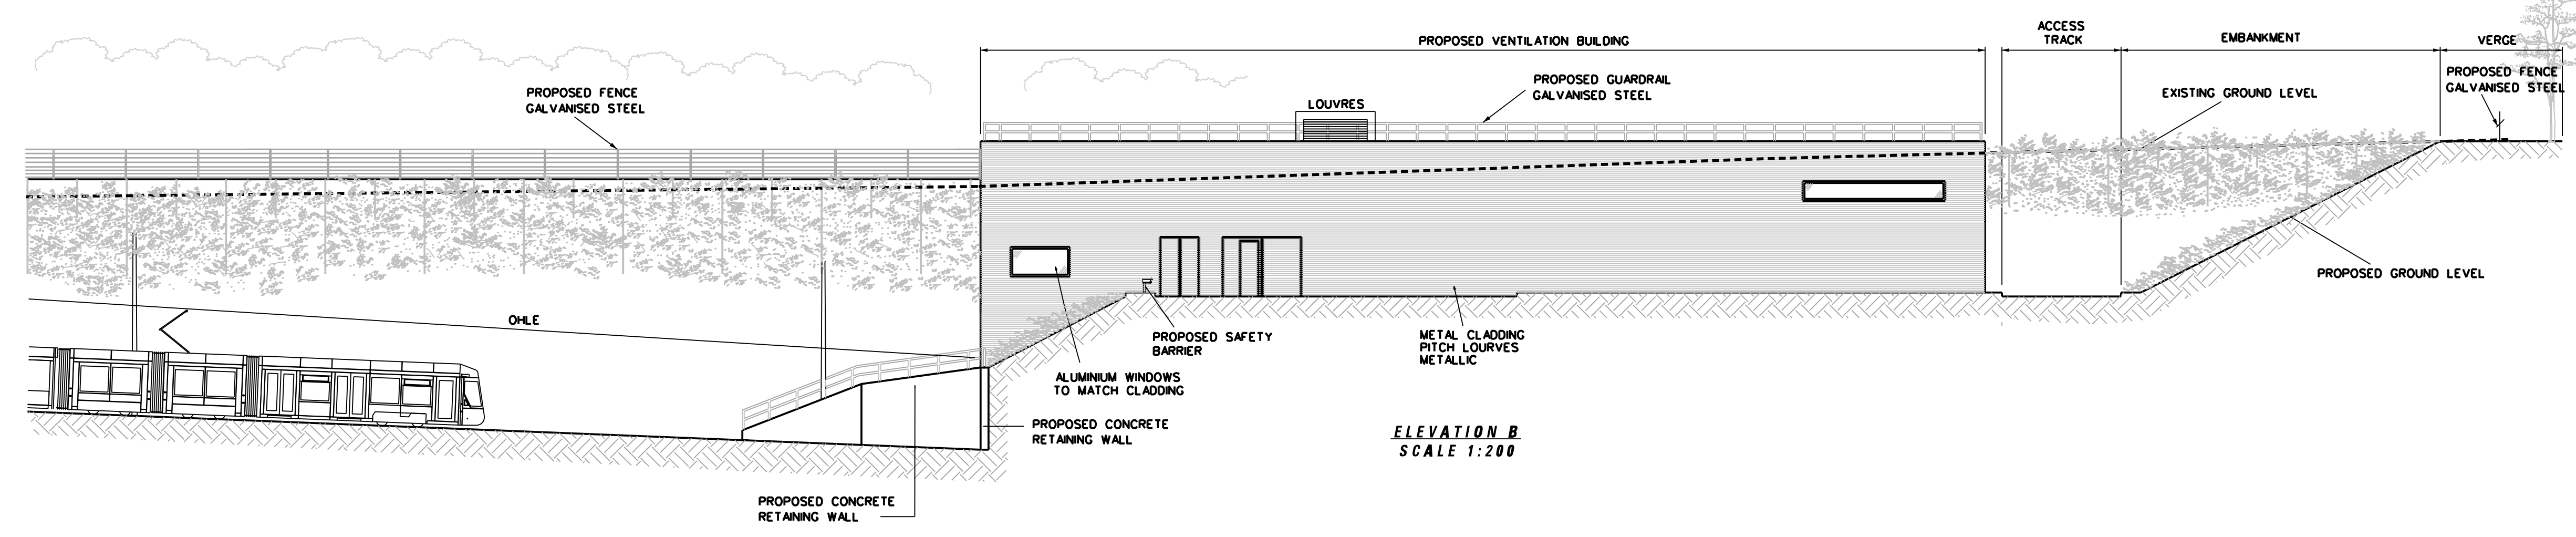 PROPOSED VENTILATION BUILDING
ACCESS
TRACK
EMBANKMENT
VERGE
PROPOSED FENCE
GALVANISED STEEL
PROPOSED GUARDRAIL
GALVANISED STEEL
LOUVRES
EXISTING GROUND LEVEL
PROPOSED FENCE
GALVANISED STEEL
PROPOSED GROUND LEVEL
OHLE
PROPOSED SAFETY
BARRIER
METAL CLADDING
PITCH LOURVES
METALLIC
ALUMINIUM WINDOWS
TO MATCH CLADDING
PROPOSED CONCRETE
RETAINING WALL
ELEVATION B
SCALE 1:200
PROPOSED CONCRETE
RETAINING WALL